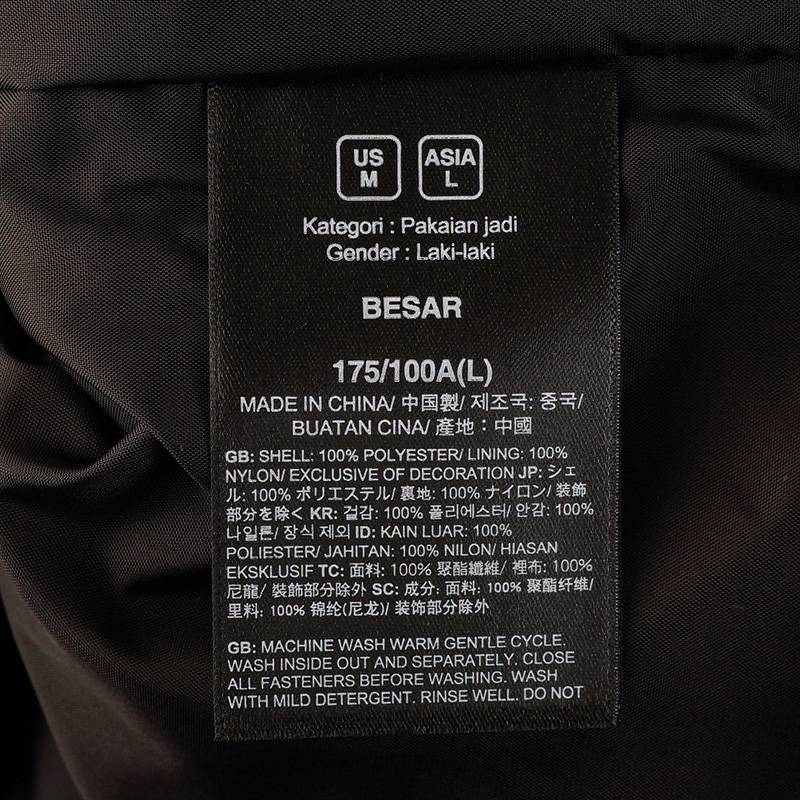 US
M
ASIA
L
Kategori : Pakaian jadi
Gender : Laki-laki
BESAR
175/100A(L)
MADE IN CHINA/ 中国製/ 제조국: 중국/
BUATAN CINA/ 產地：中國
GB: SHELL: 100% POLYESTER/ LINING: 100%
NYLON/ EXCLUSIVE OF DECORATION JP: シェ
ル: 100% ポリエステル/ 裏地: 100% ナイロン/ 装飾
部分を除く KR: 겉감: 100% 폴리에스터/ 안감: 100%
나일론/ 장식 제외 ID: KAIN LUAR: 100%
POLIESTER/ JAHITAN: 100% NILON/ HIASAN
EKSKLUSIF TC: 面料: 100% 聚酯纖維/ 裡布: 100%
尼龍/ 裝飾部分除外 SC: 成分: 面料: 100% 聚酯纤维/
里料: 100% 锦纶(尼龙)/ 装饰部分除外
GB: MACHINE WASH WARM GENTLE CYCLE.
WASH INSIDE OUT AND SEPARATELY. CLOSE
ALL FASTENERS BEFORE WASHING. WASH
WITH MILD DETERGENT. RINSE WELL. DO NOT